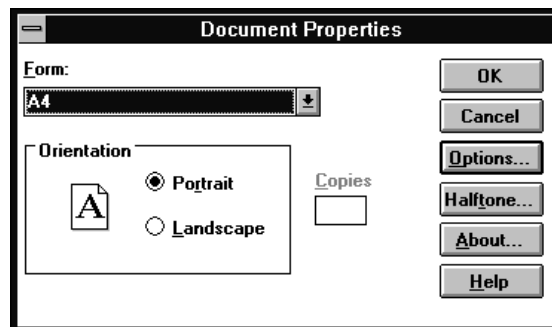 Document Properties
Form:
A4
OK
Cancel
Orientation
A
Portrait
Landscape
Copies
Options...
Halftone...
About...
Help